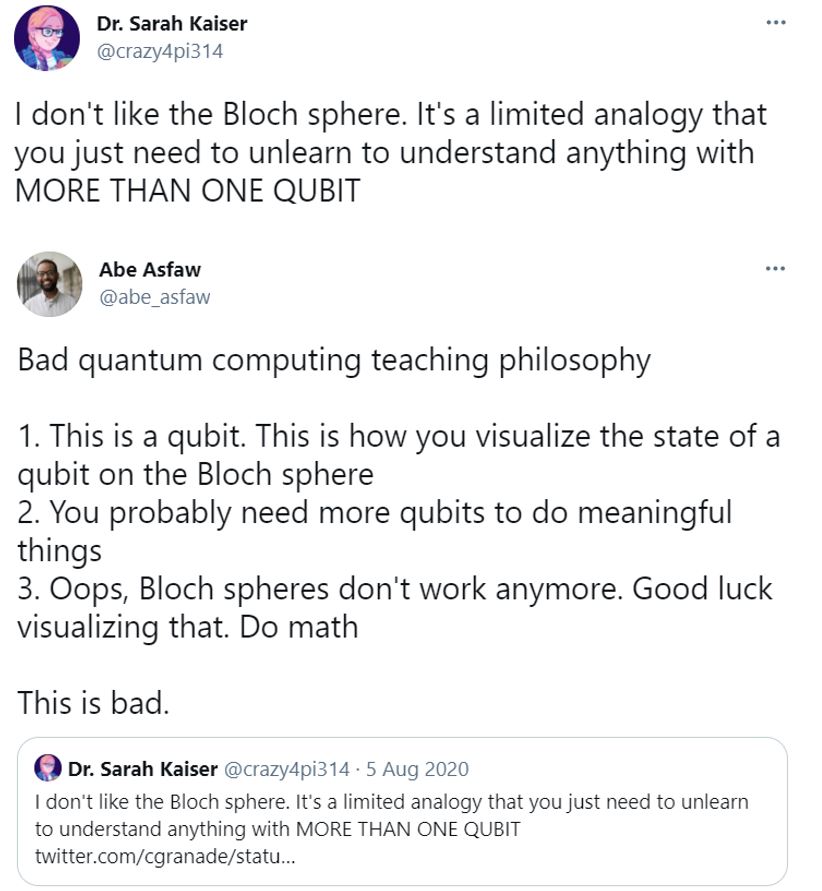 Dr. Sarah Kaiser
@crazy4pi314
I don't like the Bloch sphere. It's a limited analogy that
you just need to unlearn to understand anything with
MORE THAN ONE QUBIT
Abe Asfaw
@abe_asfaw
Bad quantum computing teaching philosophy
1. This is a qubit. This is how you visualize the state of a
qubit on the Bloch sphere
2. You probably need more qubits to do meaningful
things
3. Oops, Bloch spheres don't work anymore. Good luck
visualizing that. Do math
This is bad.
Dr. Sarah Kaiser @crazy4pi314 · 5 Aug 2020
I don't like the Bloch sphere. It's a limited analogy that you just need to unlearn
to understand anything with MORE THAN ONE QUBIT
twitter.com/cgranade/statu...